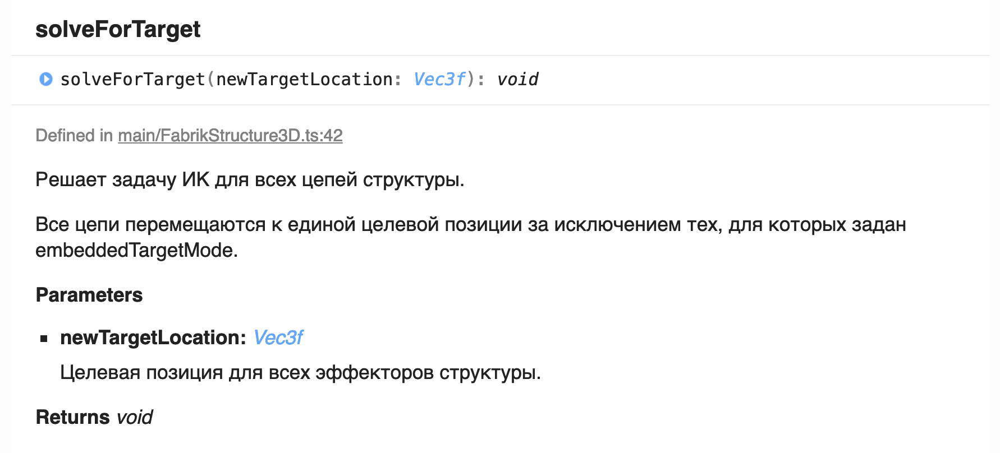 solveForTarget
solveForTarget(newTargetLocation: Vec3f): void
Defined in main/FabrikStructure3D.ts:42
Решает задачу ИК для всех цепей структуры.
Все цепи перемещаются к единой целевой позиции за исключением тех, для которых задан
embeddedTargetMode.
Parameters
newTargetLocation: Vec3f
Целевая позиция для всех эффекторов структуры.
Returns void